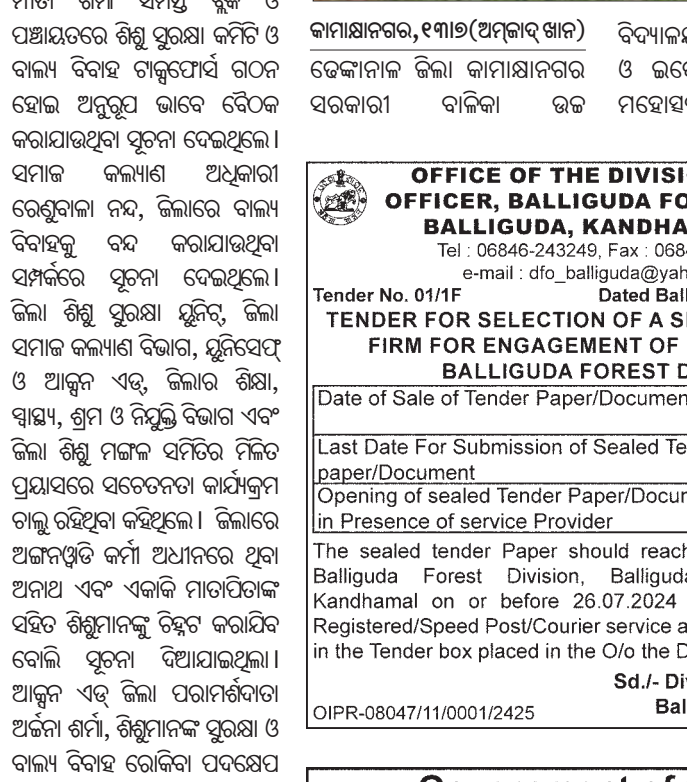 ପଞ୍ଚାୟତରେ ଶିଶୁ ସୁରକ୍ଷା କମିଟି ଓ
ବାଲ୍ୟ ବିବାହ ଟାକ୍ସଫୋର୍ସ ଗଠନ
ହୋଇ ଅନୁରୂପ ଭାବେ ବୈଠକ
କରାଯାଉଥିବା ସୂଚନା ଦେଇଥିଲେ।
ସମାଜ କଲ୍ୟାଣ ଅଧିକାରୀ
ରେଣୁବାଳା ନନ୍ଦ, ଜିଲାରେ ବାଲ୍ୟ
ବିବାହକୁ ବନ୍ଦ କରାଯାଉଥିବା
ସମ୍ପର୍କରେ ସୂଚନା ଦେଇଥିଲେ।
ଜିଲା ଶିଶୁ ସୁରକ୍ଷା ୟୁନିଟ୍, ଜିଲା
ସମାଜ କଲ୍ୟାଣ ବିଭାଗ, ୟୁନିସେଫ୍
ଓ ଆକ୍ସନ ଏଡ୍, ଜିଲାର ଶିକ୍ଷା,
ସ୍ୱାସ୍ଥ୍ୟ, ଶ୍ରମ ଓ ନିଯୁକ୍ତି ବିଭାଗ ଏବଂ
ଜିଲା ଶିଶୁ ମଙ୍ଗଳ ସମିତିର ମିଳିତ
ପ୍ରୟାସରେ ସଚେତନତା କାର୍ଯ୍ୟକ୍ରମ
ଚାଲୁ ରହିଥିବା କହିଥିଲେ। ଜିଲାରେ
ଅଙ୍ଗନୱାଡି କର୍ମୀ ଅଧୀନରେ ଥିବା
ଅନାଥ ଏବଂ ଏକାକି ମାତାପିତାଙ୍କ
ସହିତ ଶିଶୁମାନଙ୍କୁ ଚିହ୍ନଟ କରାଯିବ
ବୋଲି ସୂଚନା ଦିଆଯାଇଥିଲା।
ଆକ୍ସନ ଏଡ୍ ଜିଲା ପରାମର୍ଶଦାତା
ଅର୍ଚ୍ଚନା ଶର୍ମା, ଶିଶୁମାନଙ୍କ ସୁରକ୍ଷା ଓ
ବାଲ୍ୟ ବିବାହ ରୋକିବା ପଦକ୍ଷେପ
କାମାକ୍ଷାନଗର,୧୩।୭(ଅମ୍ଜାଦ୍ ଖାନ)
ଢେଙ୍କାନାଳ ଜିଲା କାମାକ୍ଷାନଗର
ସରକାରୀ ବାଳିକା ଉଚ୍ଚ
ଓ
OFFICE OF THE DIVISI
OFFICER, BALLIGUDA FO
BALLIGUDA, KANDHA
Tel : 06846-243249, Fax : 068
e-mail : dfo_balliguda@yah
Tender No. 01/1F Dated Ball
TENDER FOR SELECTION OF A S
FIRM FOR ENGAGEMENT OF
BALLIGUDA FOREST D
Date of Sale of Tender Paper/Documen
Last Date For Submission of Sealed Te
paper/Document
Opening of sealed Tender Paper/Docu
in Presence of service Provider
The sealed tender Paper should reach
Balliguda Forest Division, Balliguda
Kandhamal on or before 26.07.2024
Registered/Speed Post/Courier service a
in the Tender box placed in the O/o the D
Sd./- Di
Bal
OIPR-08047/11/0001/2425